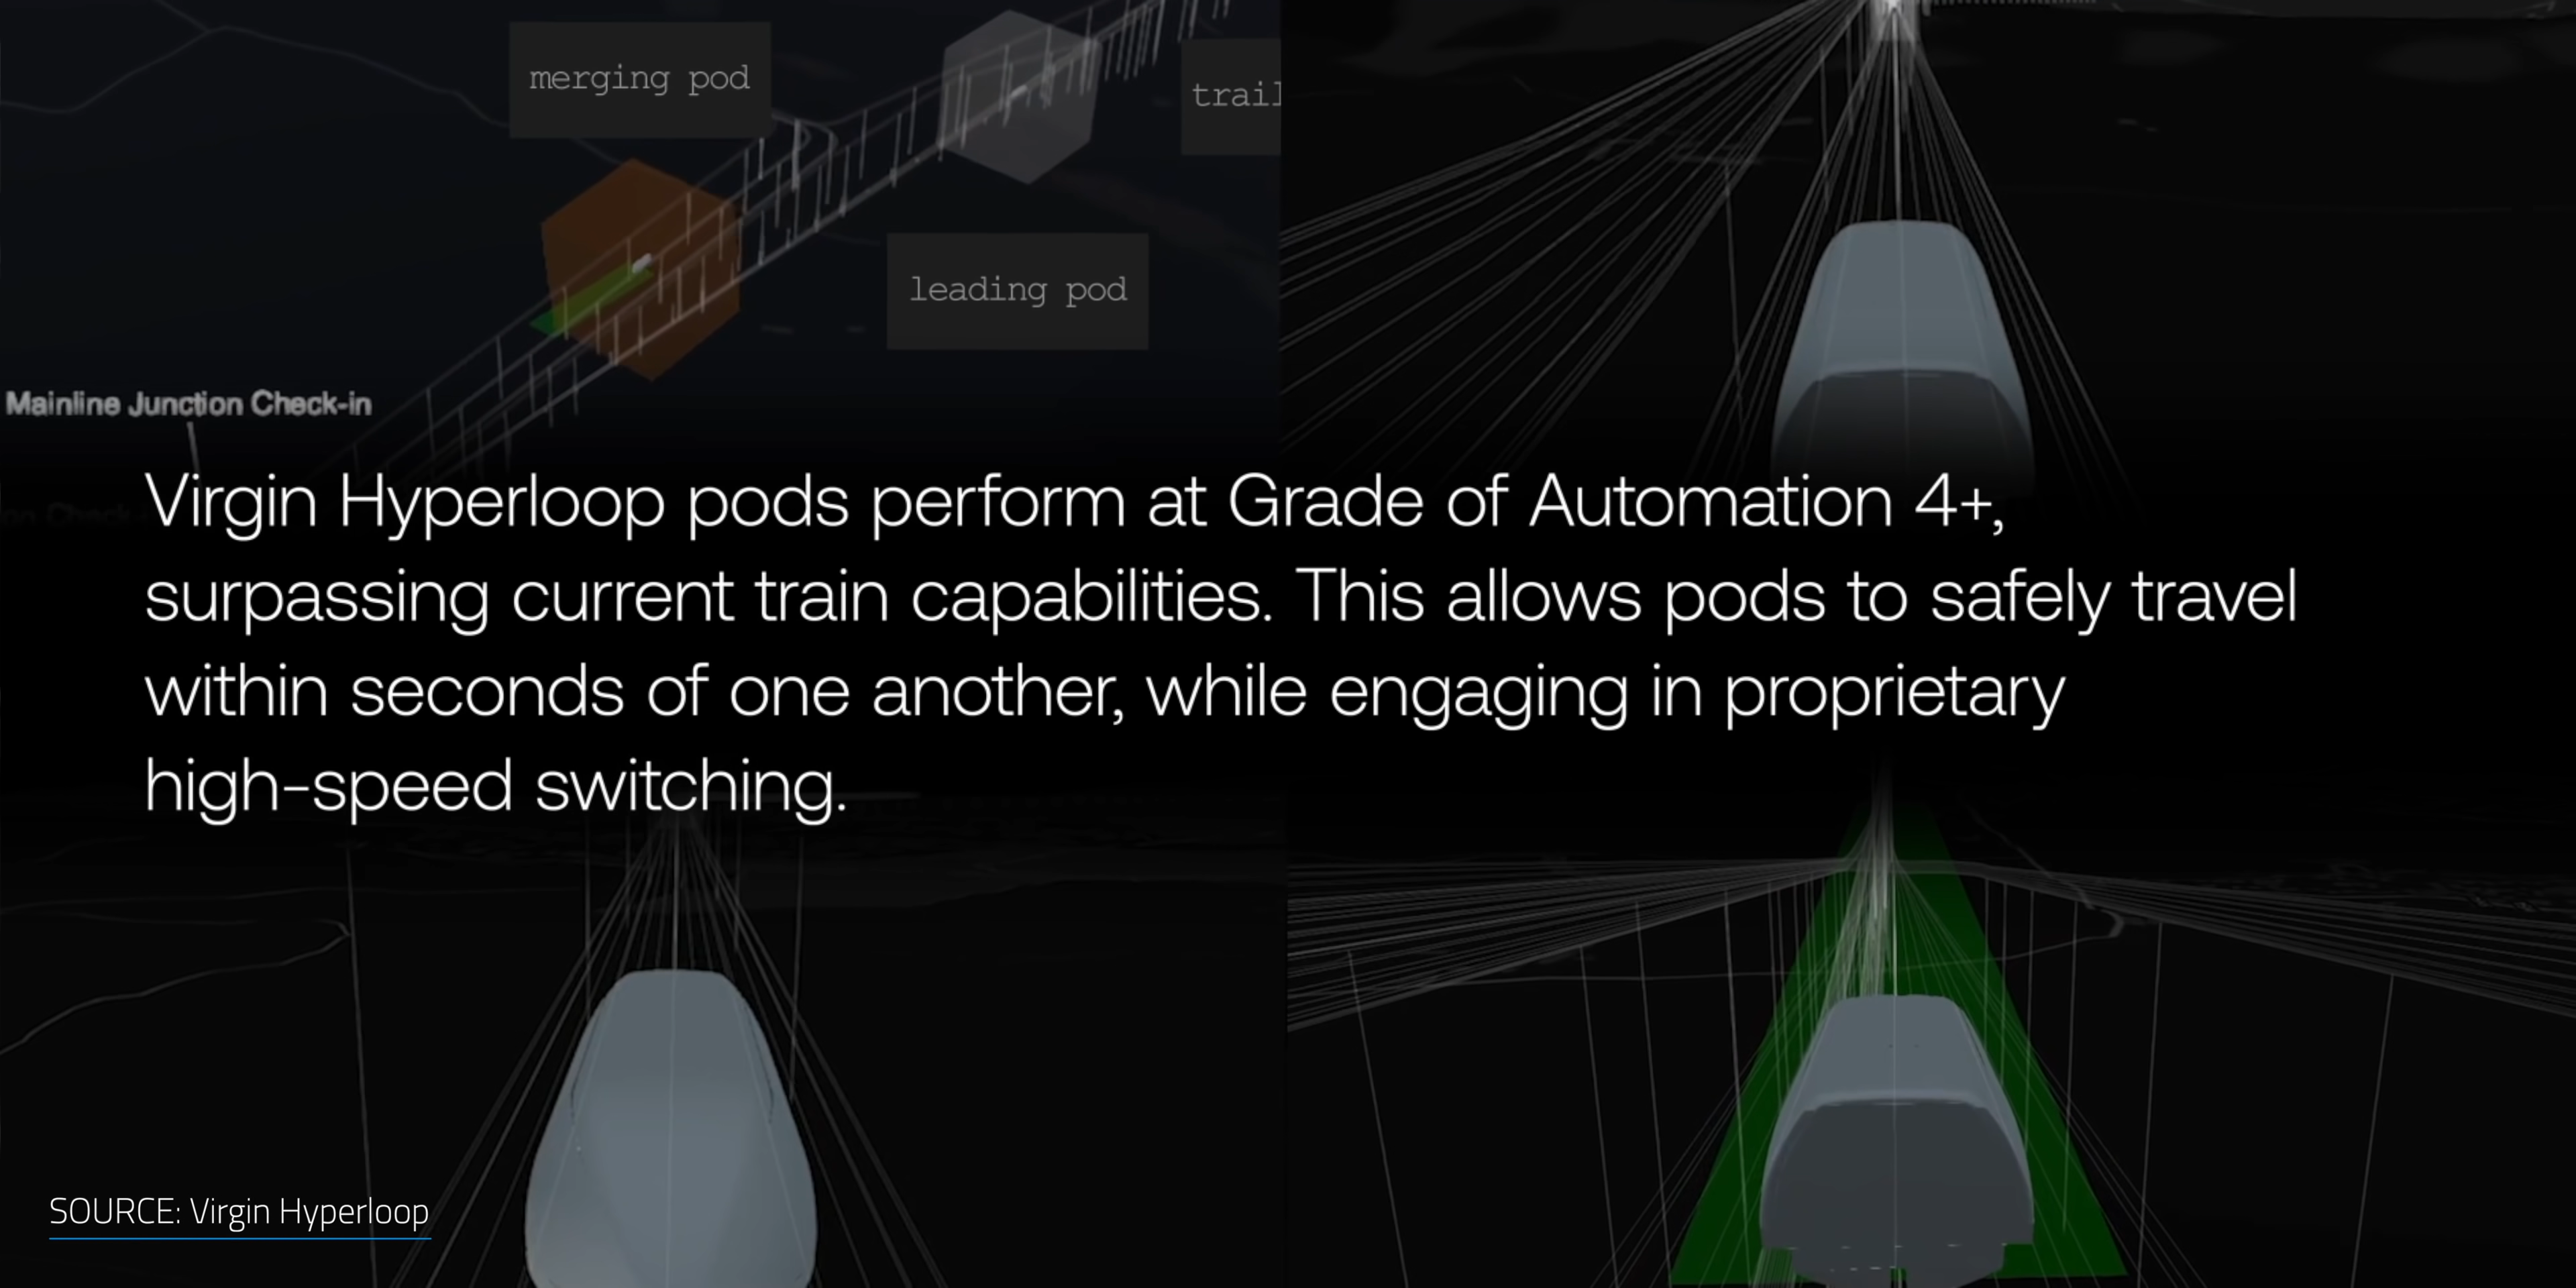 merging pod
trail
leading pod
Mainline Junction Check-in
Virgin Hyperloop pods perform at Grade of Automation 4+,
surpassing current train capabilities. This allows pods to safely travel
within seconds of one another, while engaging in proprietary
high-speed switching.
SOURCE: Virgin Hyperloop